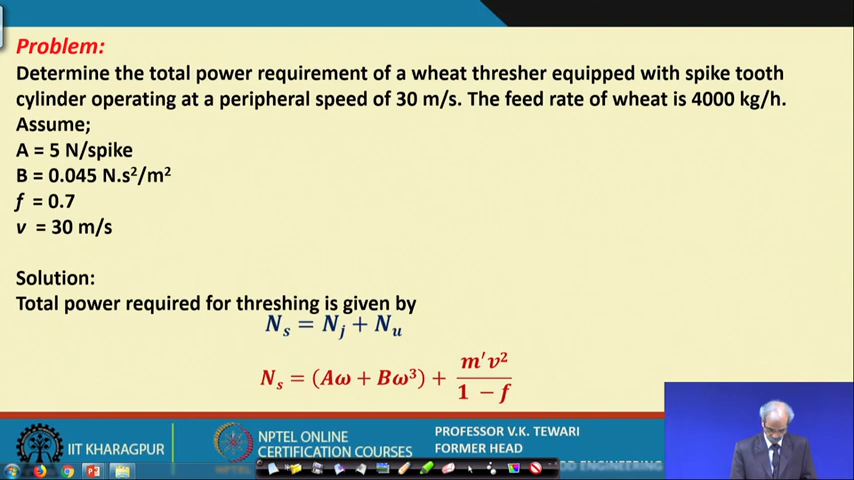 Problem:
Determine the total power requirement of a wheat thresher equipped with spike tooth
cylinder operating at a peripheral speed of 30 m/s. The feed rate of wheat is 4000 kg/h.
Assume;
A = 5 N/spike
B = 0.045 N.s²/m²
f = 0.7
v = 30 m/s
Solution:
Total power required for threshing is given by
Nₛ = Nⱼ + Nᵤ
Nₛ = (Aω + Bω³) + m′v² / (1 − f)
IIT KHARAGPUR
NPTEL ONLINE
CERTIFICATION COURSES
NPTEL
PROFESSOR V.K. TEWARI
FORMER HEAD
ENGINEERING